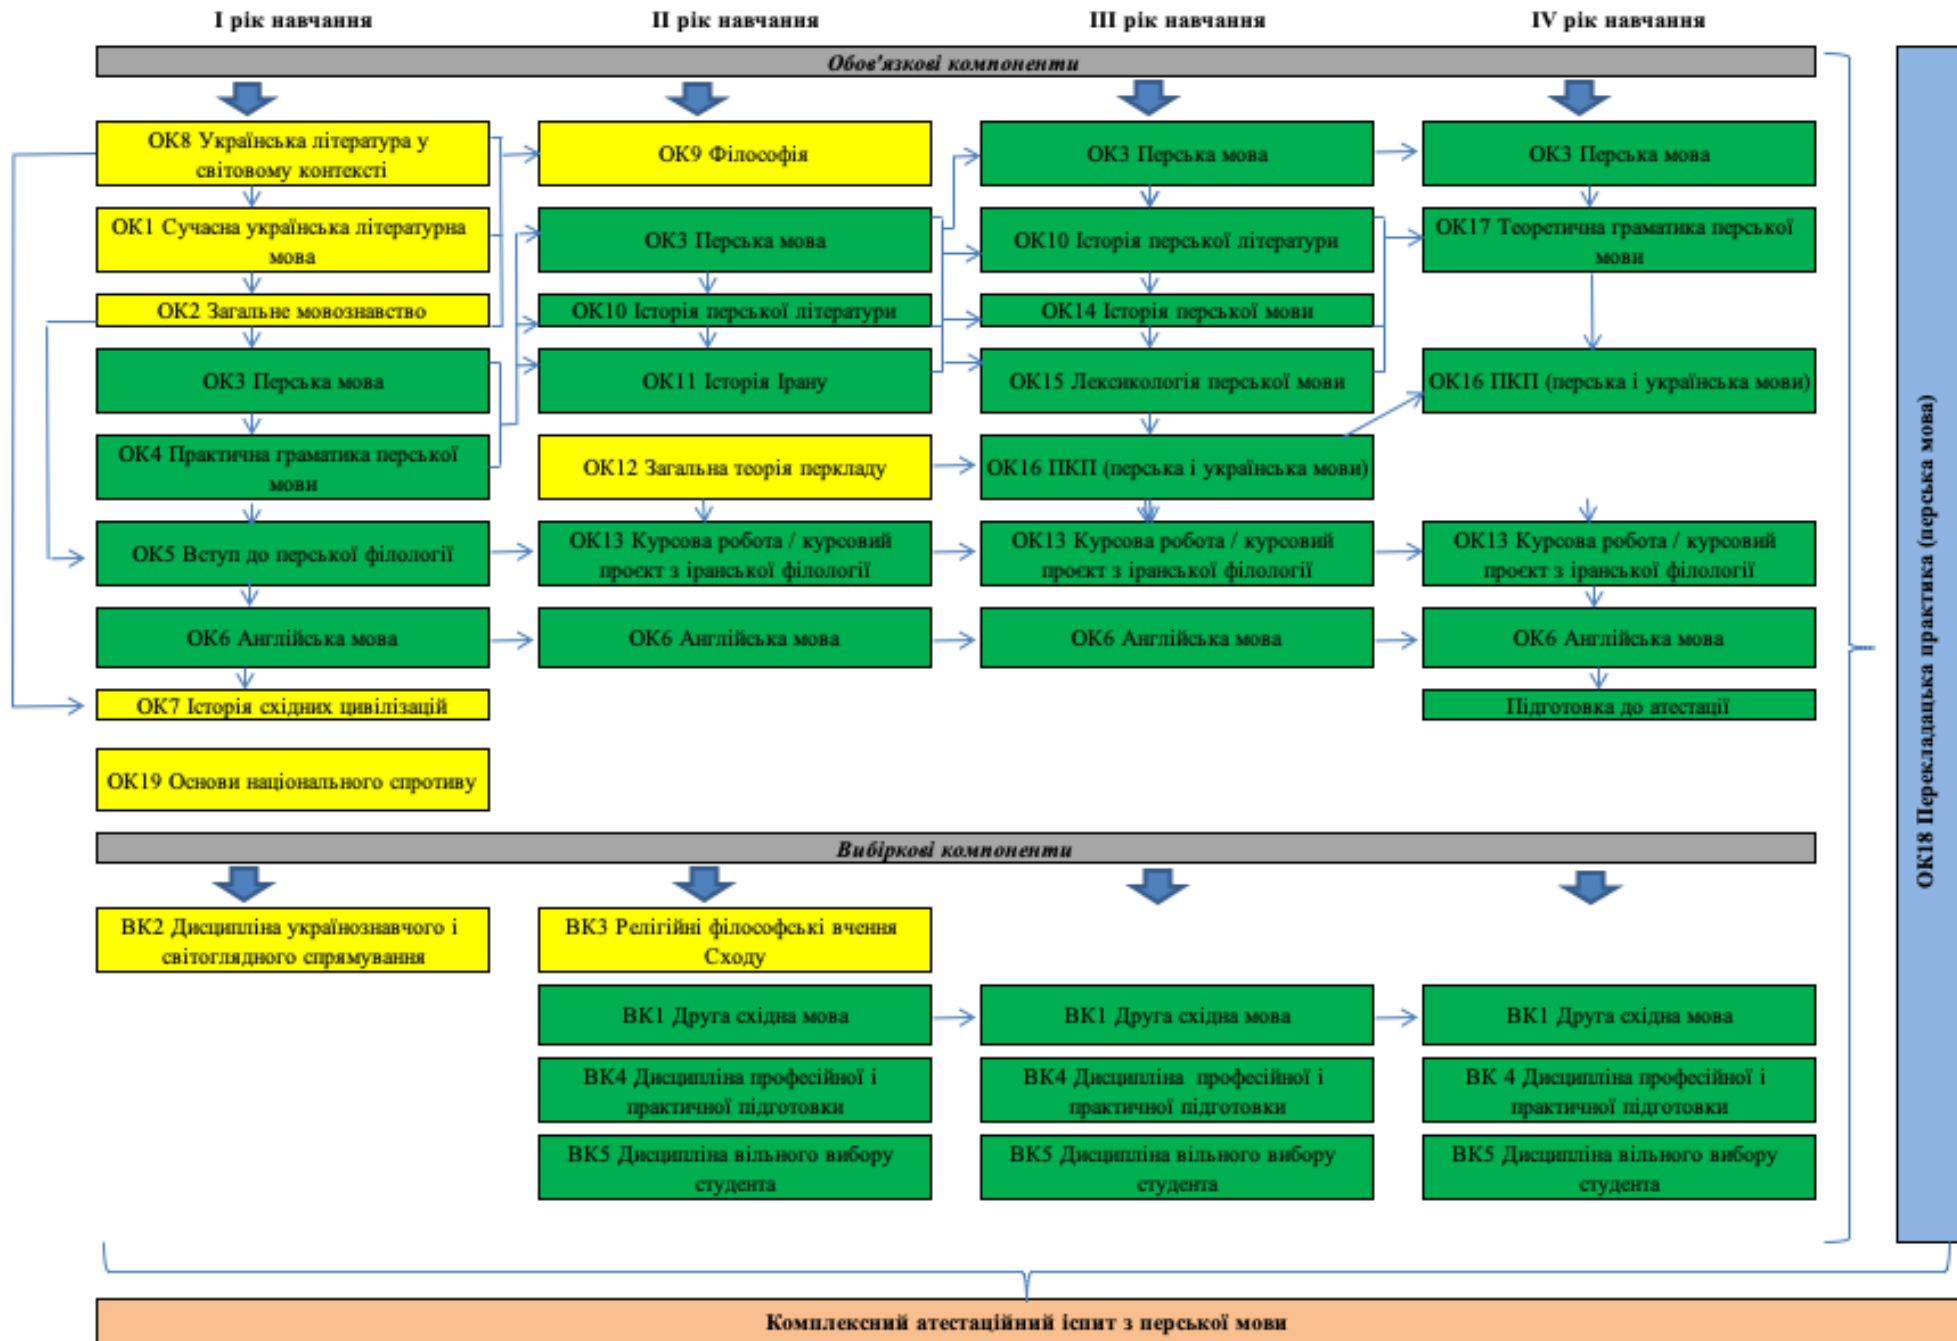 I рік навчання
II рік навчання
III рік навчання
IV рік навчання
Обов'язкові компоненти
ОК8 Українська література у
світовому контексті
ОК9 Філософія
ОК3 Перська мова
ОК3 Перська мова
ОК1 Сучасна українська літературна
мова
ОК3 Перська мова
ОК10 Історія перської літератури
ОК17 Теоретична граматика перської
мови
ОК2 Загальне мовознавство
ОК10 Історія перської літератури
ОК14 Історія перської мови
ОК3 Перська мова
ОК11 Історія Ірану
ОК15 Лексикологія перської мови
ОК16 ПКП (перська і українська мови)
ОК4 Практична граматика перської
мови
ОК12 Загальна теорія перкладу
ОК16 ПКП (перська і українська мови)
ОК5 Вступ до перської філології
ОК13 Курсова робота / курсовий
проєкт з іранської філології
ОК13 Курсова робота / курсовий
проєкт з іранської філології
ОК13 Курсова робота / курсовий
проєкт з іранської філології
ОК6 Англійська мова
ОК6 Англійська мова
ОК6 Англійська мова
ОК6 Англійська мова
ОК7 Історія східних цивілізацій
Підготовка до атестації
ОК19 Основи національного спротиву
Вибіркові компоненти
ВК2 Дисципліна українознавчого і
світоглядного спрямування
ВК3 Релігійні філософські вчення
Сходу
ВК1 Друга східна мова
ВК1 Друга східна мова
ВК1 Друга східна мова
ВК4 Дисципліна професійної і
практичної підготовки
ВК4 Дисципліна професійної і
практичної підготовки
ВК 4 Дисципліна професійної і
практичної підготовки
ВК5 Дисципліна вільного вибору
студента
ВК5 Дисципліна вільного вибору
студента
ВК5 Дисципліна вільного вибору
студента
ОК18 Перекладацька практика (перська мова)
Комплексний атестаційний іспит з перської мови